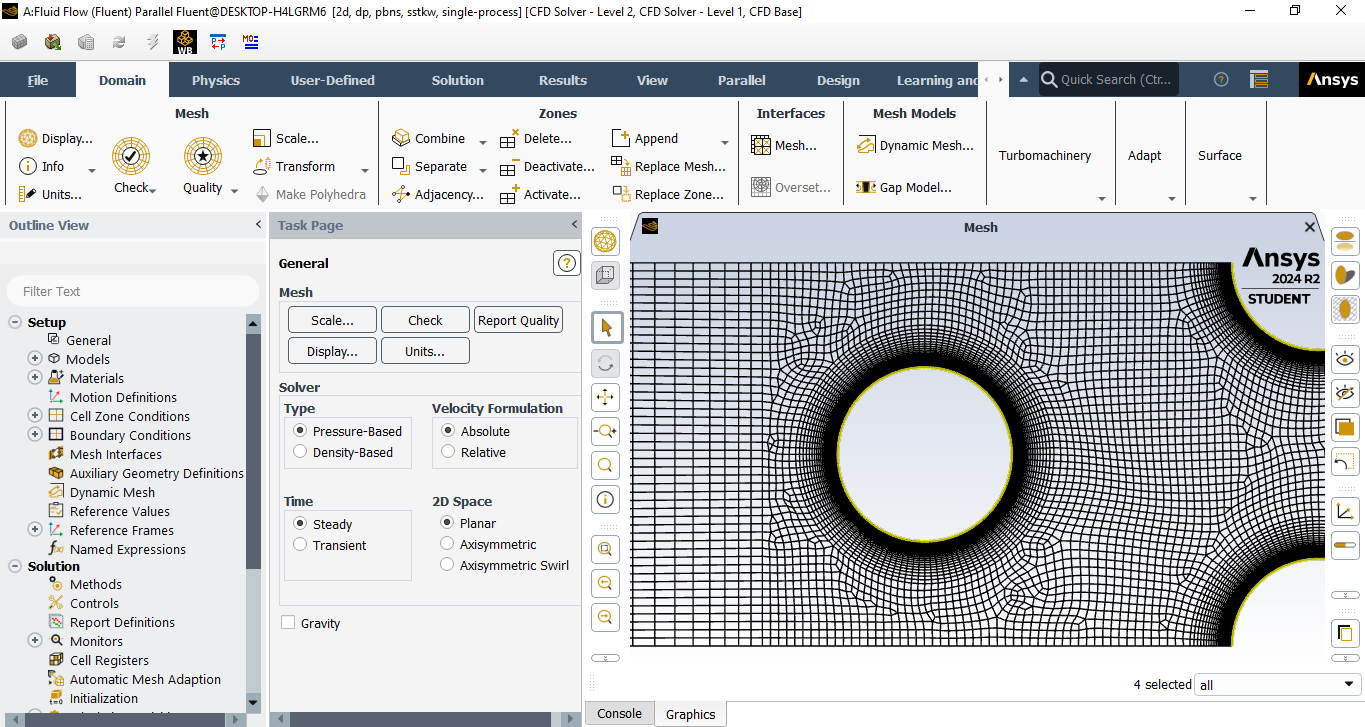 A:Fluid Flow (Fluent) Parallel Fluent@DESKTOP-H4LGRM6 [2d, dp, pbns, sstkw, single-process] [CFD Solver - Level 2, CFD Solver - Level 1, CFD Base]
WB
File Domain Physics User-Defined Solution Results View Parallel Design Learning and Quick Search (Ctr... Ansys
Mesh Zones Interfaces Mesh Models
Display... Scale... Combine Delete... Append Mesh... Dynamic Mesh...
Info Transform Separate Deactivate... Replace Mesh... Turbomachinery Adapt Surface
Check Quality
Units... Make Polyhedra Adjacency... Activate... Replace Zone... Overset... Gap Model...
Outline View < Task Page < Mesh
Filter Text
Setup
General
Models
Materials
Motion Definitions
Cell Zone Conditions
Boundary Conditions
Mesh Interfaces
Auxiliary Geometry Definitions
Dynamic Mesh
Reference Values
Reference Frames
Named Expressions
Solution
Methods
Controls
Report Definitions
Monitors
Cell Registers
Automatic Mesh Adaption
Initialization
General
Mesh
Scale... Check Report Quality
Display... Units...
Solver
Type Velocity Formulation
Pressure-Based Absolute
Density-Based Relative
Time 2D Space
Steady Planar
Transient Axisymmetric
Axisymmetric Swirl
Gravity
Ansys
2024 R2
STUDENT
4 selected all
Console Graphics